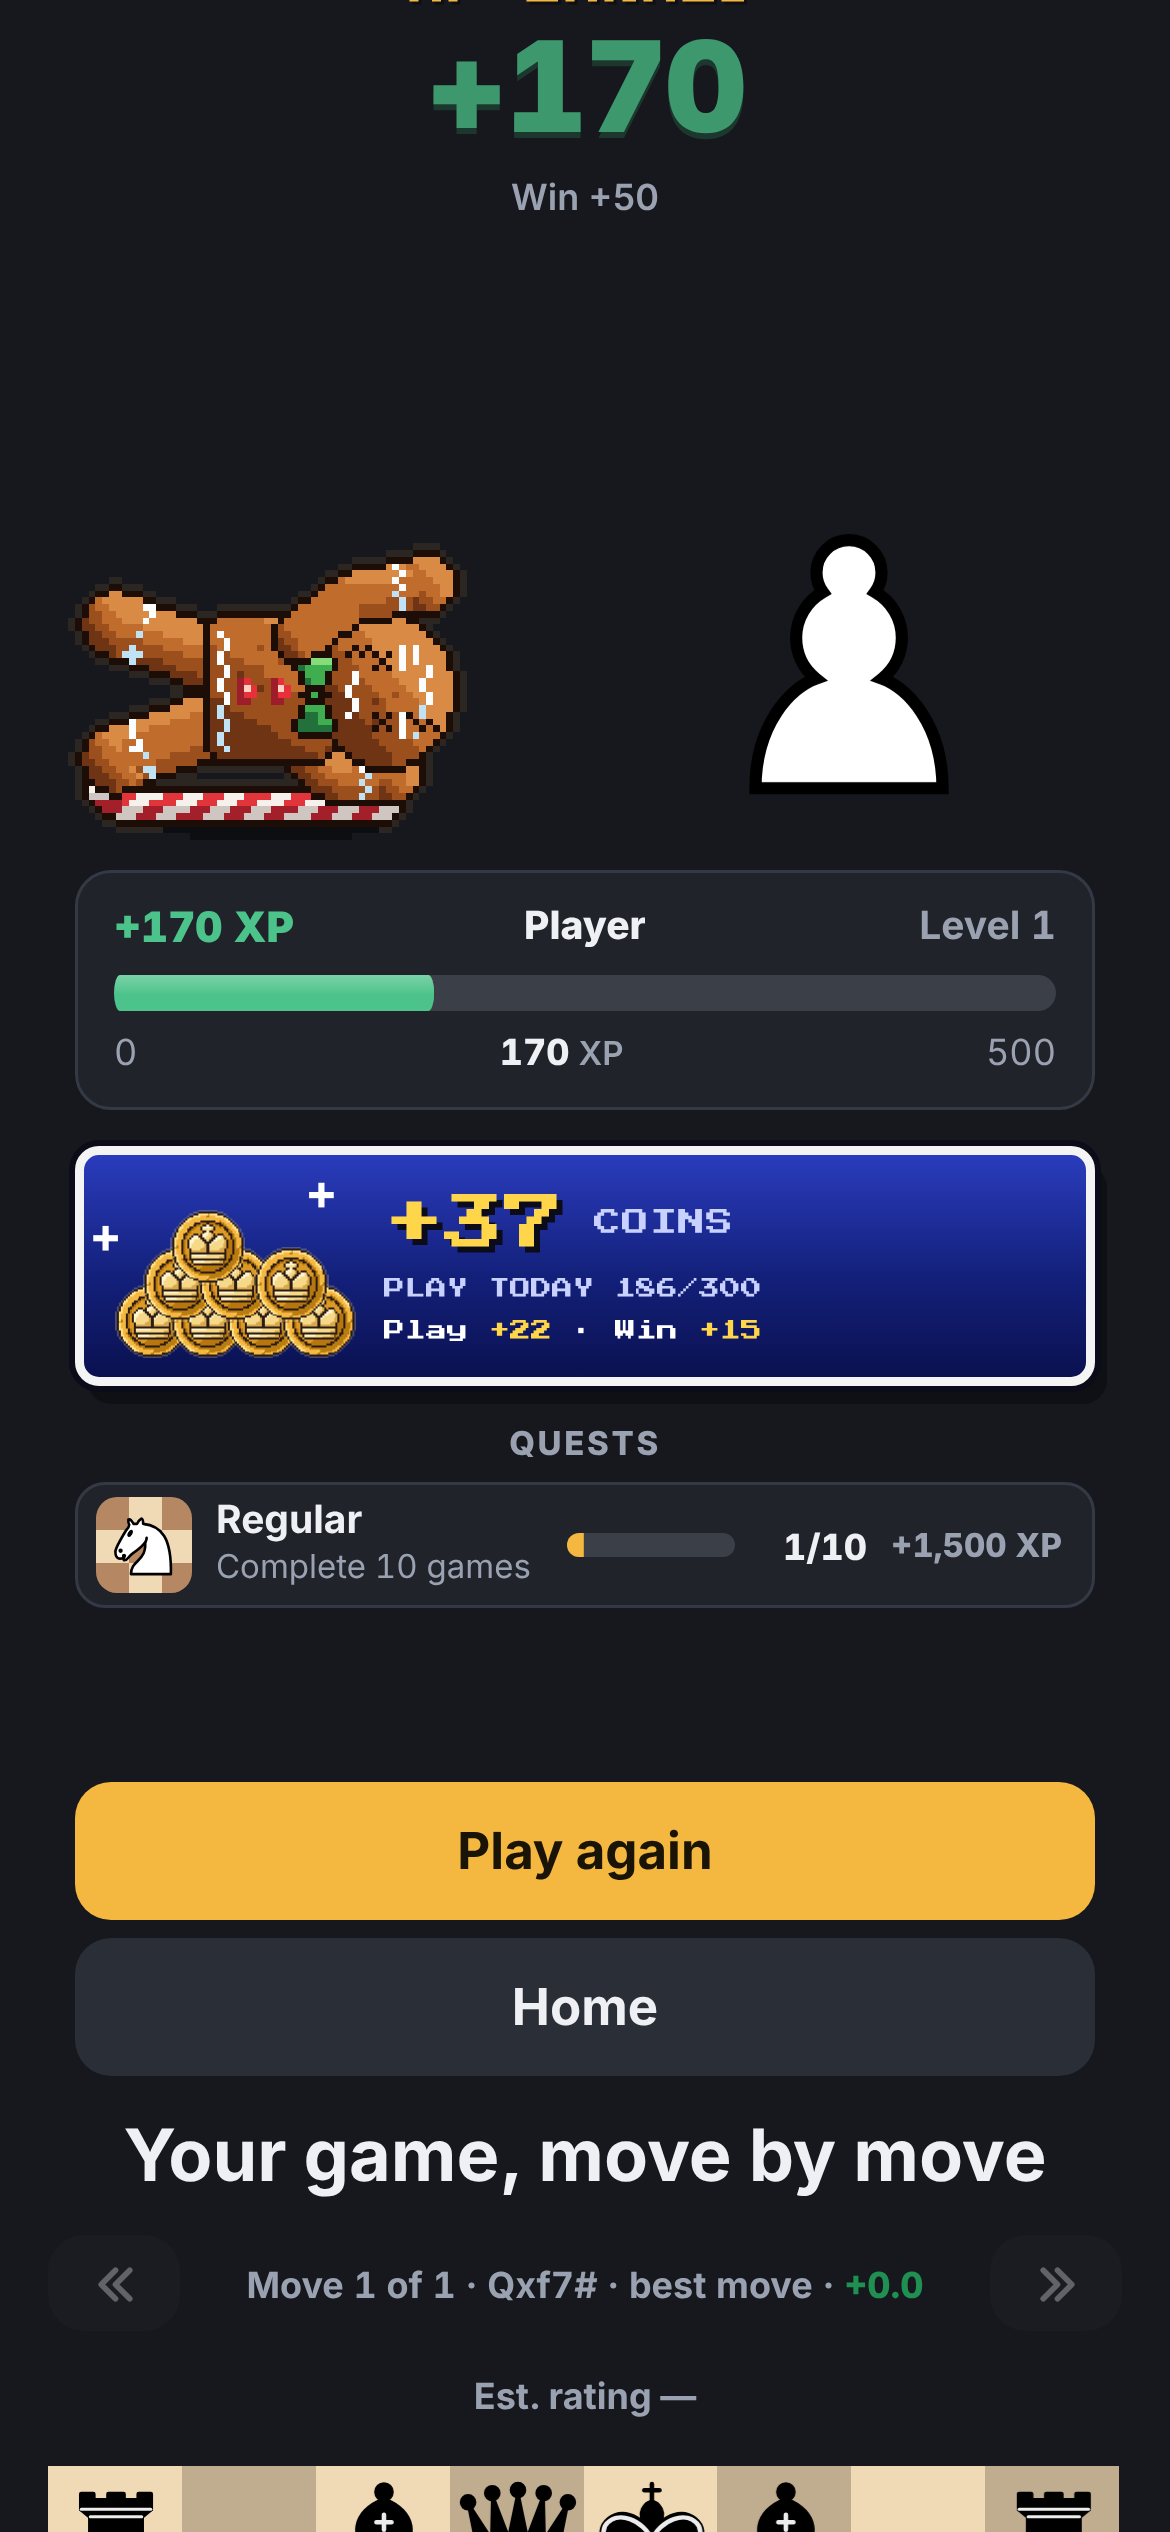 +170
Win +50
+170 XP
Player
Level 1
0
170 XP
500
+37 COINS
PLAY TODAY 186/300
Play +22 · Win +15
QUESTS
Regular
Complete 10 games
1/10
+1,500 XP
Play again
Home
Your game, move by move
Move 1 of 1 · Qxf7# · best move · +0.0
Est. rating —